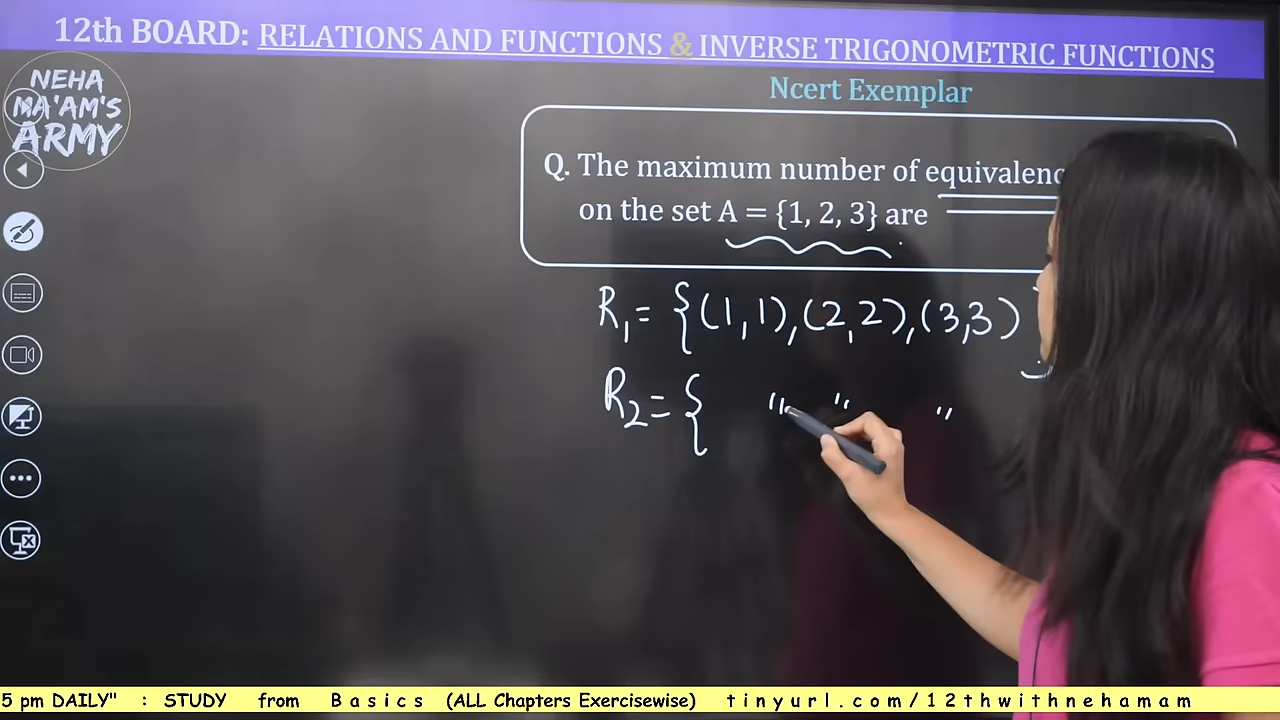 12th BOARD: RELATIONS AND FUNCTIONS & INVERSE TRIGONOMETRIC FUNCTIONS
NEHA
MA'AM'S
ARMY
Ncert Exemplar
Q. The maximum number of
on the set A = {1, 2, 3} are
R₁= {(1,1),(2,2),(3,3)
R₂= { " " "
5 pm DAILY" : STUDY from Basics (ALL Chapters Exercisewise) tinyurl.com/12thwithnehamam